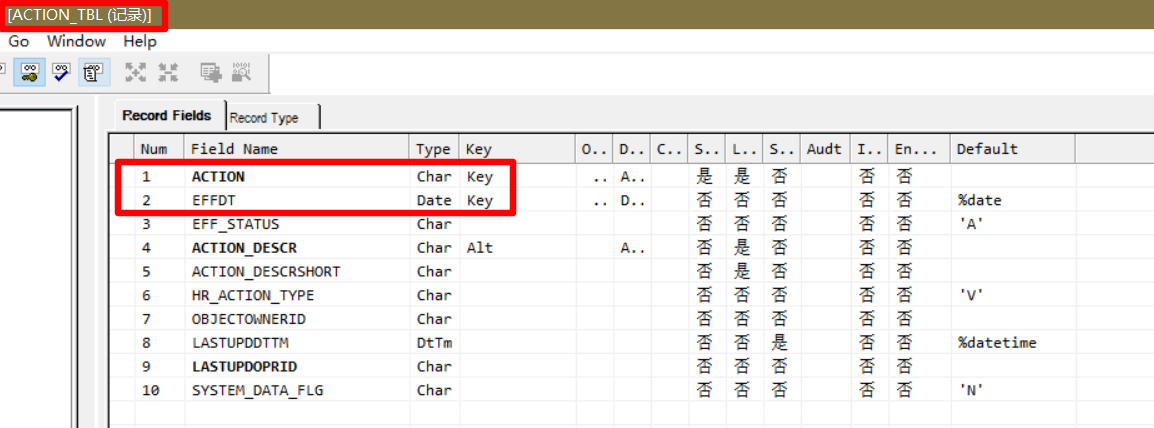 [ACTION_TBL (记录)]
Go Window Help
Record Fields Record Type
Num Field Name Type Key O.. D.. C.. S.. L.. S.. Audt I.. En... Default
1 ACTION Char Key .. A.. 是 是 否 否 否
2 EFFDT Date Key .. D.. 否 否 否 否 否 %date
3 EFF_STATUS Char 否 否 否 否 否 'A'
4 ACTION_DESCR Char Alt A.. 否 是 否 否 否
5 ACTION_DESCRSHORT Char 否 是 否 否 否
6 HR_ACTION_TYPE Char 否 否 否 否 否 'V'
7 OBJECTOWNERID Char 否 否 否 否 否
8 LASTUPDDTTM DtTm 否 否 是 否 否 %datetime
9 LASTUPDOPRID Char 否 否 否 否 否
10 SYSTEM_DATA_FLG Char 否 否 否 否 否 'N'